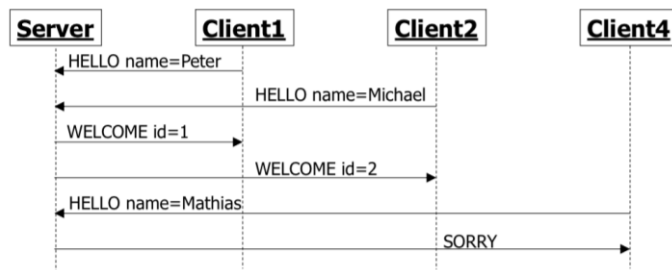 Server Client1 Client2 Client4
HELLO name=Peter
HELLO name=Michael
WELCOME id=1
WELCOME id=2
HELLO name=Mathias
SORRY